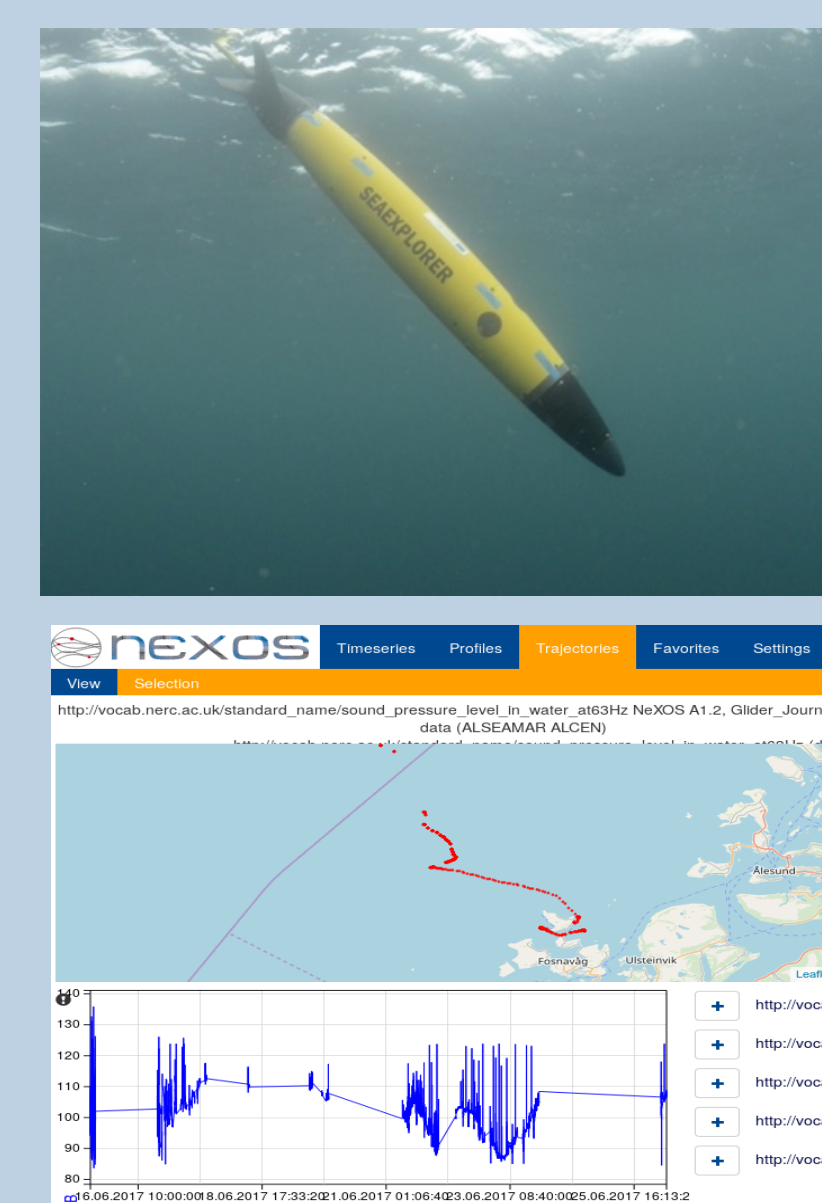 SEAEXPLORER
nexos
Timeseries Profiles Trajectories Favorites Settings
View Selection
http://vocab.nerc.ac.uk/standard_name/sound_pressure_level_in_water_at63Hz NeXOS A1.2, Glider_Journ
data (ALSEAMAR ALCEN)
Ålesund
Fosnavåg
Ulsteinvik
Leafl
140
130
120
110
100
90
80
16.06.2017 10:00:00
18.06.2017 17:33:20
21.06.2017 01:06:40
23.06.2017 08:40:00
25.06.2017 16:13:2
+ http://voca
+ http://voca
+ http://voca
+ http://voca
+ http://voca